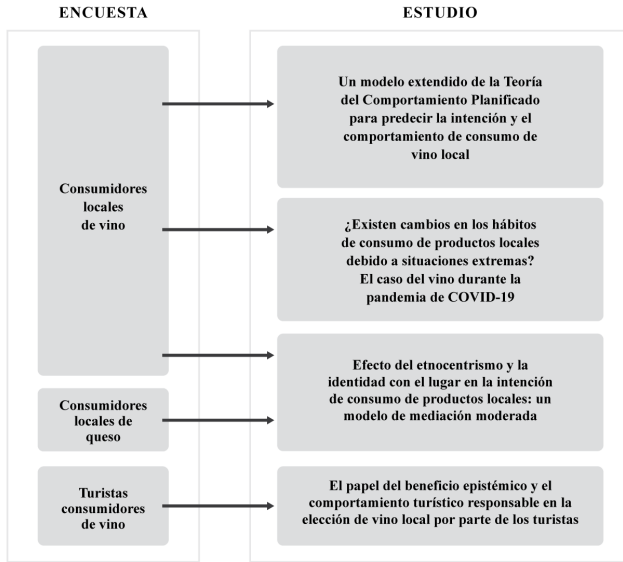 ENCUESTA
ESTUDIO
Consumidores
locales
de vino
Un modelo extendido de la Teoría
del Comportamiento Planificado
para predecir la intención y el
comportamiento de consumo de
vino local
¿Existen cambios en los hábitos
de consumo de productos locales
debido a situaciones extremas?
El caso del vino durante la
pandemia de COVID-19
Efecto del etnocentrismo y la
identidad con el lugar en la intención
de consumo de productos locales: un
modelo de mediación moderada
Consumidores
locales de
queso
Turistas
consumidores
de vino
El papel del beneficio epistémico y el
comportamiento turístico responsable en la
elección de vino local por parte de los turistas